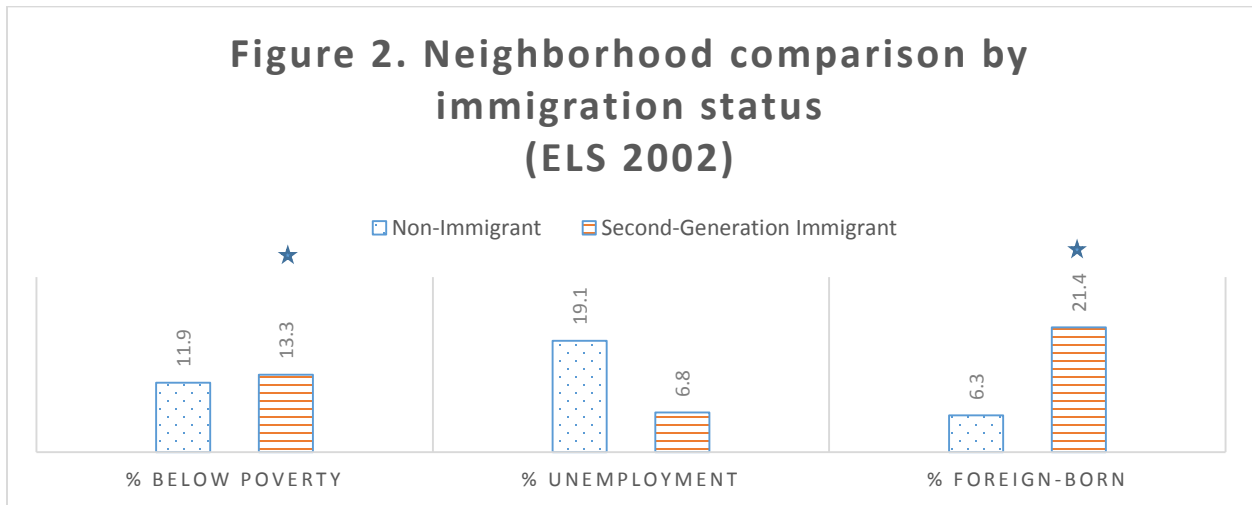 Figure 2. Neighborhood comparison by
immigration status
(ELS 2002)
Non-Immigrant Second-Generation Immigrant
11.9 13.3 19.1 6.8 6.3 21.4
% BELOW POVERTY % UNEMPLOYMENT % FOREIGN-BORN